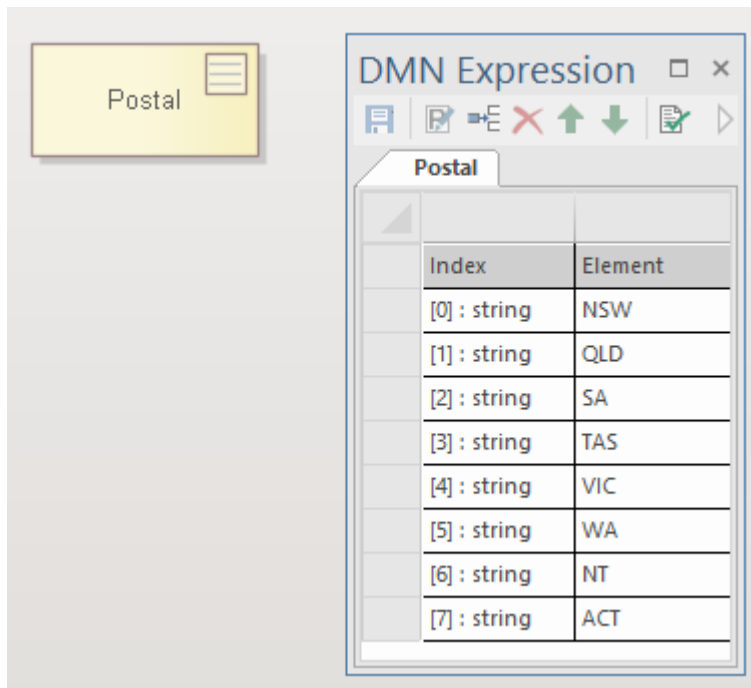 Postal
DMN Expression
Postal
Index Element
[0] : string NSW
[1] : string QLD
[2] : string SA
[3] : string TAS
[4] : string VIC
[5] : string WA
[6] : string NT
[7] : string ACT